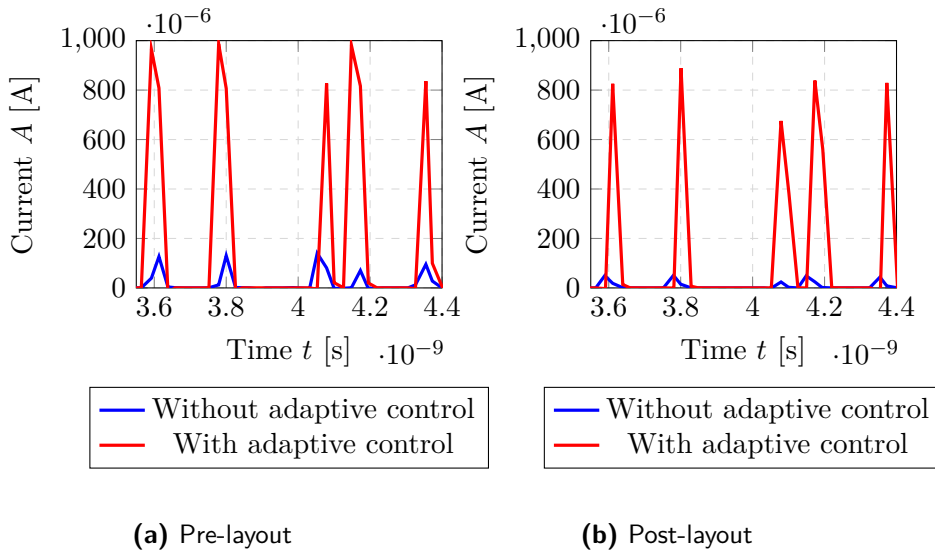 ·10⁻⁶
1,000
800
600
400
200
0
Current A [A]
3.6 3.8 4 4.2 4.4
Time t [s] ·10⁻⁹
Without adaptive control
With adaptive control
(a) Pre-layout
·10⁻⁶
1,000
800
600
400
200
0
Current A [A]
3.6 3.8 4 4.2 4.4
Time t [s] ·10⁻⁹
Without adaptive control
With adaptive control
(b) Post-layout